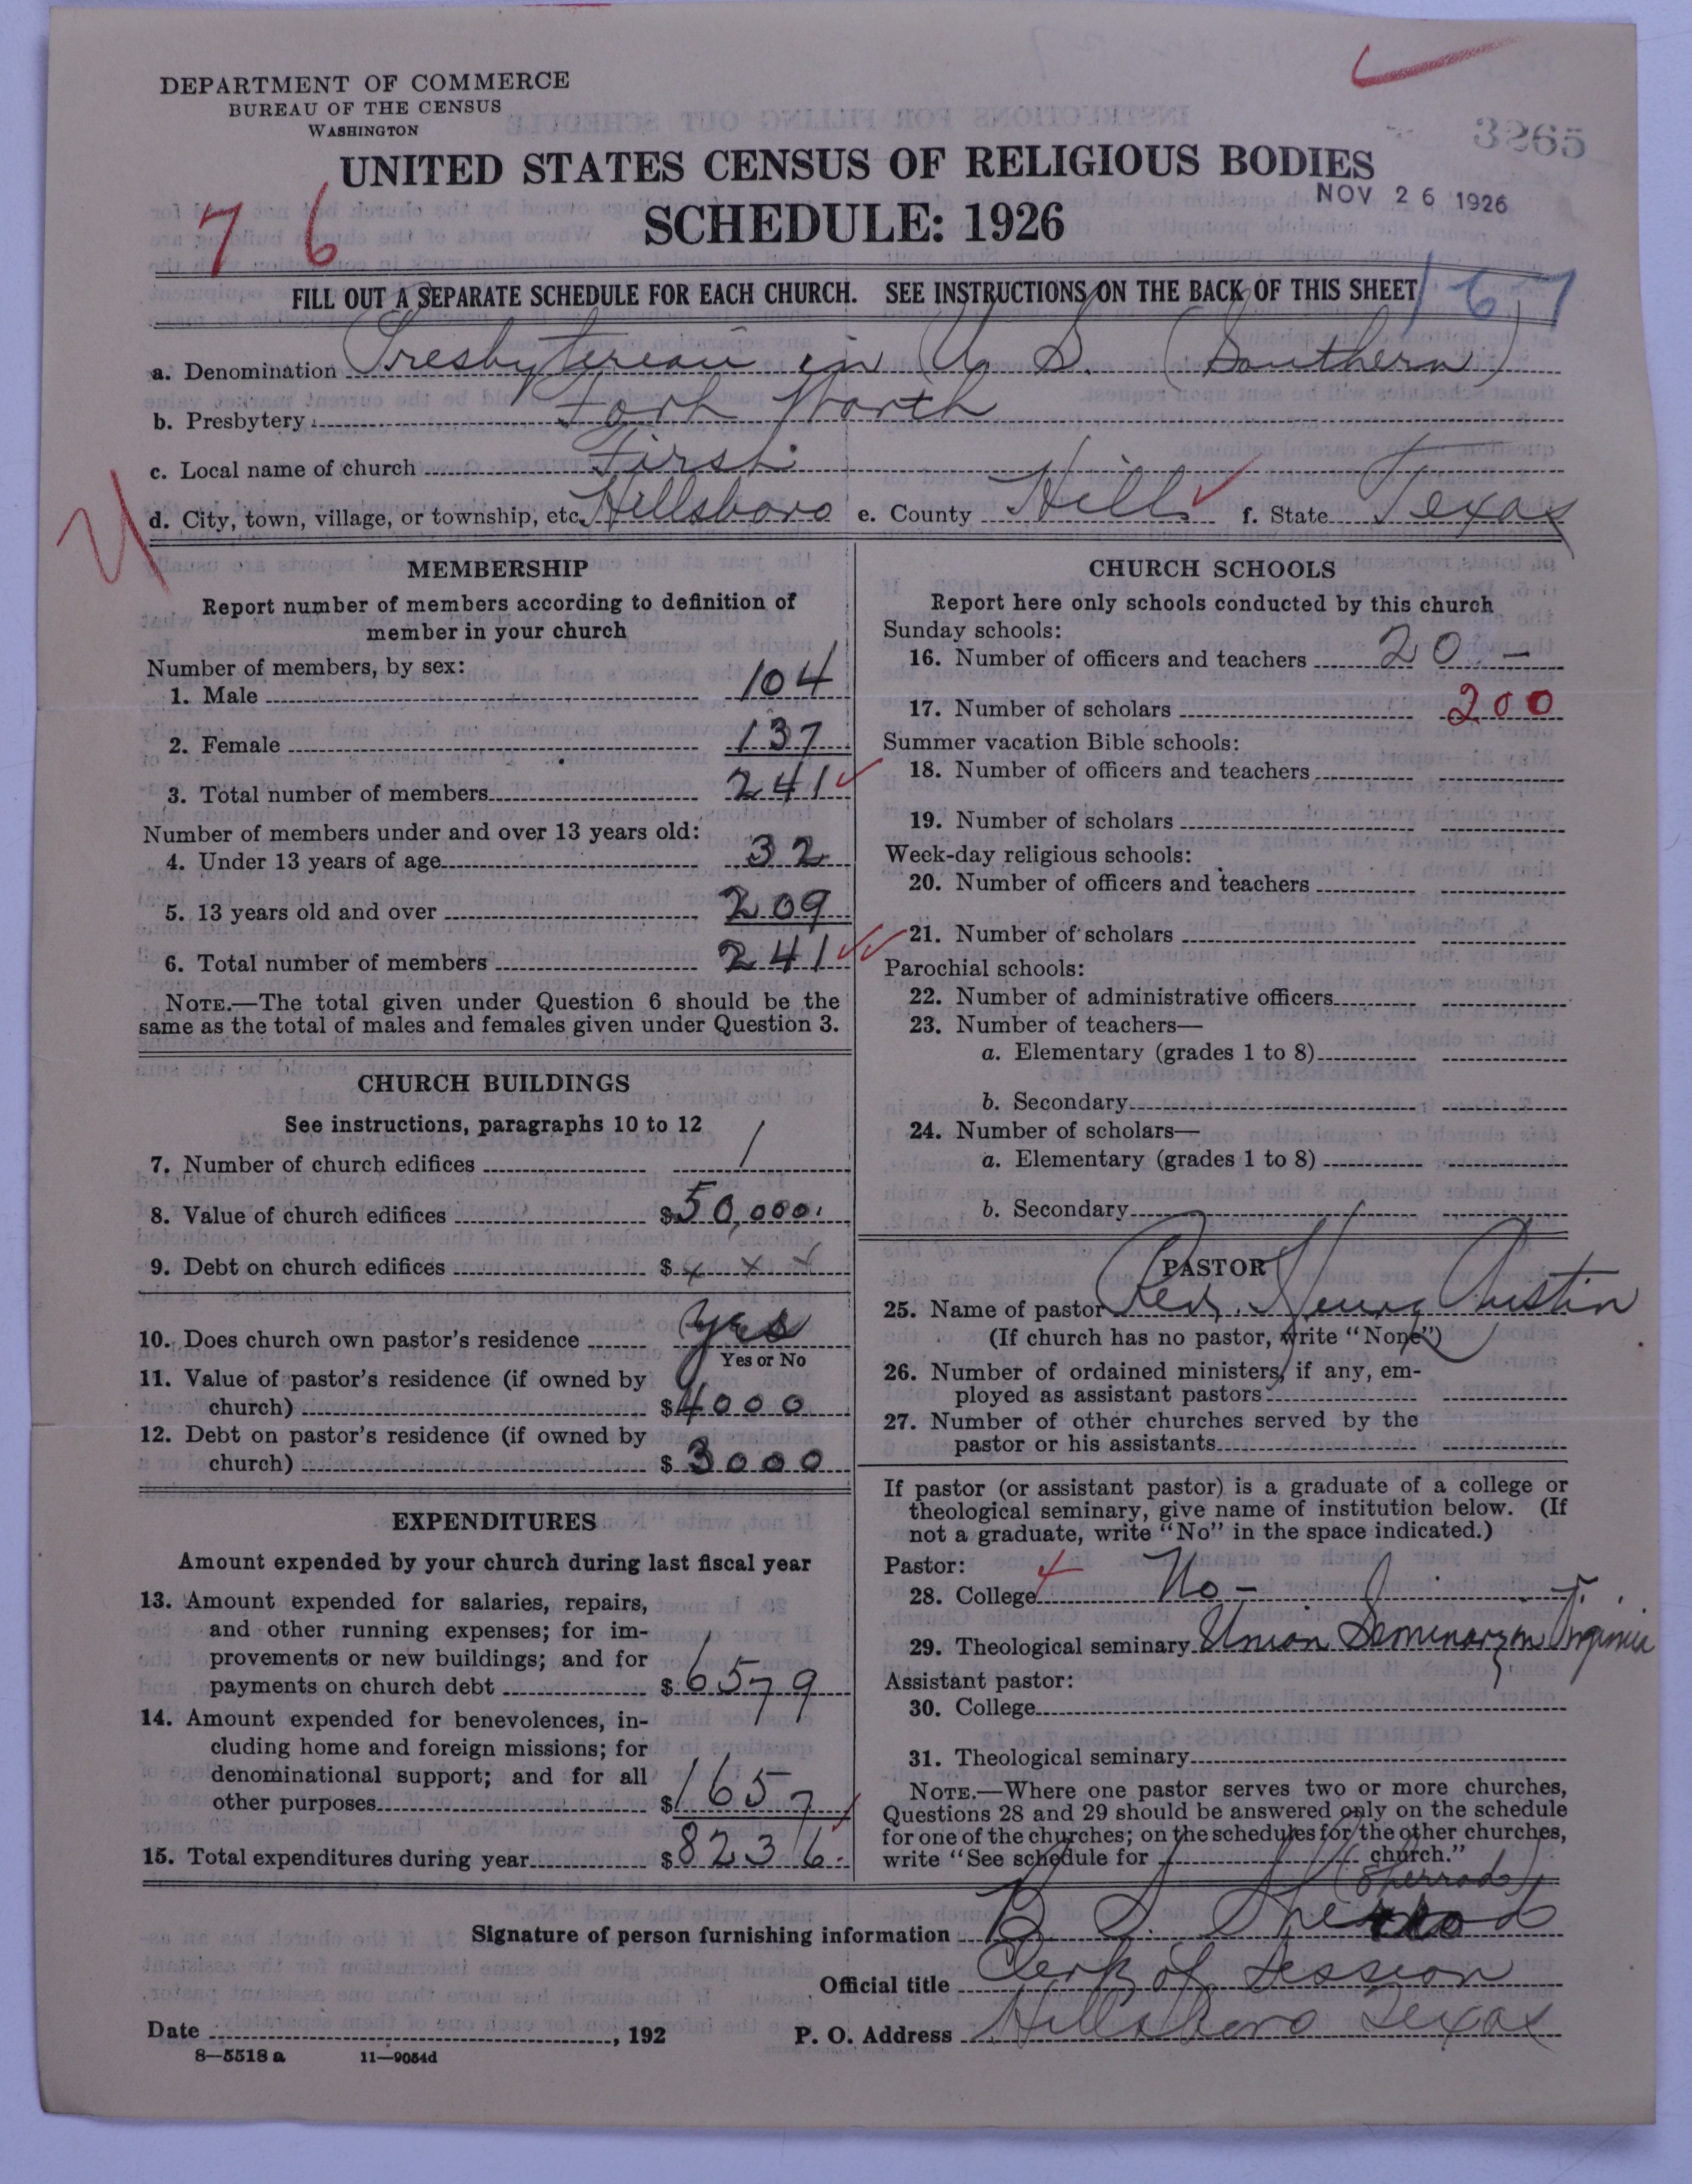 DEPARTMENT OF COMMERCE
BUREAU OF THE CENSUS
WASHINGTON
3265
UNITED STATES CENSUS OF RELIGIOUS BODIES
NOV 26 1926
SCHEDULE: 1926
7 6
FILL OUT A SEPARATE SCHEDULE FOR EACH CHURCH. SEE INSTRUCTIONS ON THE BACK OF THIS SHEET
167
a. Denomination Presbyterean in U. S. (Southern)
b. Presbytery Forth Worth
c. Local name of church First
d. City, town, village, or township, etc. Hillsboro e. County Hill f. State Texas
MEMBERSHIP
Report number of members according to definition of
member in your church
Number of members, by sex:
1. Male 104
2. Female 137
3. Total number of members 241
Number of members under and over 13 years old:
4. Under 13 years of age 32
5. 13 years old and over 209
6. Total number of members 241
NOTE.—The total given under Question 6 should be the
same as the total of males and females given under Question 3.
CHURCH BUILDINGS
See instructions, paragraphs 10 to 12
7. Number of church edifices 1
8. Value of church edifices $50,000.
9. Debt on church edifices $ x x x
10. Does church own pastor's residence yes
Yes or No
11. Value of pastor's residence (if owned by
church) $4000
12. Debt on pastor's residence (if owned by
church) $3000
EXPENDITURES
Amount expended by your church during last fiscal year
13. Amount expended for salaries, repairs,
and other running expenses; for im-
provements or new buildings; and for
payments on church debt $6579
14. Amount expended for benevolences, in-
cluding home and foreign missions; for
denominational support; and for all
other purposes $1657
15. Total expenditures during year $8236.
CHURCH SCHOOLS
Report here only schools conducted by this church
Sunday schools:
16. Number of officers and teachers 20 -
17. Number of scholars 200
Summer vacation Bible schools:
18. Number of officers and teachers
19. Number of scholars
Week-day religious schools:
20. Number of officers and teachers
21. Number of scholars
Parochial schools:
22. Number of administrative officers
23. Number of teachers—
a. Elementary (grades 1 to 8)
b. Secondary
24. Number of scholars—
a. Elementary (grades 1 to 8)
b. Secondary
PASTOR
25. Name of pastor Rev. Henry Austin
(If church has no pastor, write "None")
26. Number of ordained ministers, if any, em-
ployed as assistant pastors
27. Number of other churches served by the
pastor or his assistants
If pastor (or assistant pastor) is a graduate of a college or
theological seminary, give name of institution below. (If
not a graduate, write "No" in the space indicated.)
Pastor:
28. College No -
29. Theological seminary Union Seminary in Virginia
Assistant pastor:
30. College
31. Theological seminary
NOTE.—Where one pastor serves two or more churches,
Questions 28 and 29 should be answered only on the schedule
for one of the churches; on the schedules for the other churches,
write "See schedule for church."
(Sherrod)
Signature of person furnishing information B. S. Sherrod
Official title Clerk of Session
Date , 192 P. O. Address Hillsboro Texas
8—5518a 11—9054d